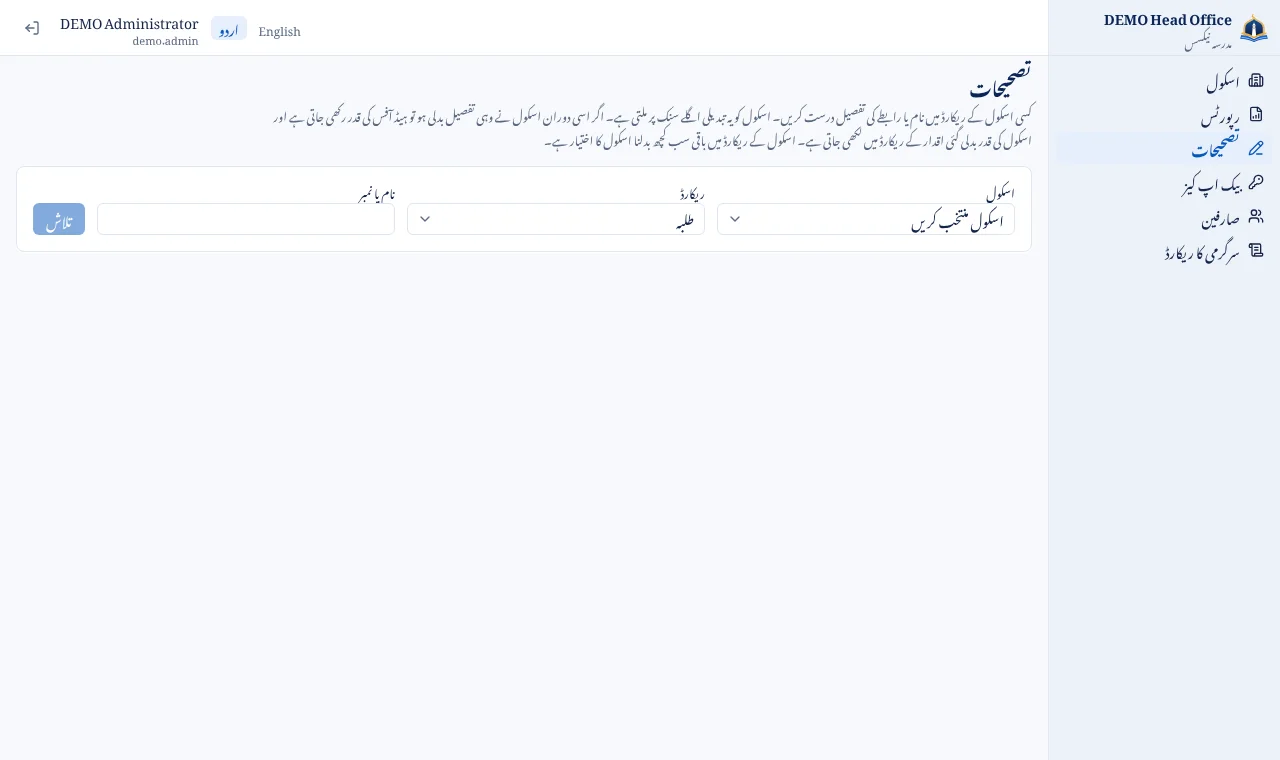 DEMO Head Office
مدرسہ نیکسس
DEMO Administrator
demo.admin
اردو
English
اسکول
رپورٹس
تصحیحات
بیک اپ کیز
صارفین
سرگرمی کا ریکارڈ
تصحیحات
کسی اسکول کے ریکارڈ میں نام یا رابطے کی تفصیل درست کریں۔ اسکول کو یہ تبدیلی اگلے سنک پر ملتی ہے۔ اگر اسی دوران اسکول نے وہی تفصیل بدلی ہو تو ہیڈ آفس کی قدر رکھی جاتی ہے اور
اسکول کی قدر بدلی گئی اقدار کے ریکارڈ میں لکھی جاتی ہے۔ اسکول کے ریکارڈ میں باقی سب کچھ بدلنا اسکول کا اختیار ہے۔
اسکول
اسکول منتخب کریں
ریکارڈ
طلبہ
نام یا نمبر
تلاش